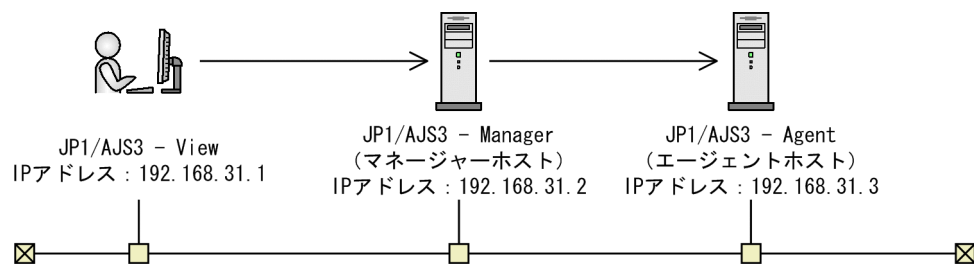 JP1/AJS3 - View
IPアドレス：192.168.31.1
JP1/AJS3 - Manager
（マネージャーホスト）
IPアドレス：192.168.31.2
JP1/AJS3 - Agent
（エージェントホスト）
IPアドレス：192.168.31.3